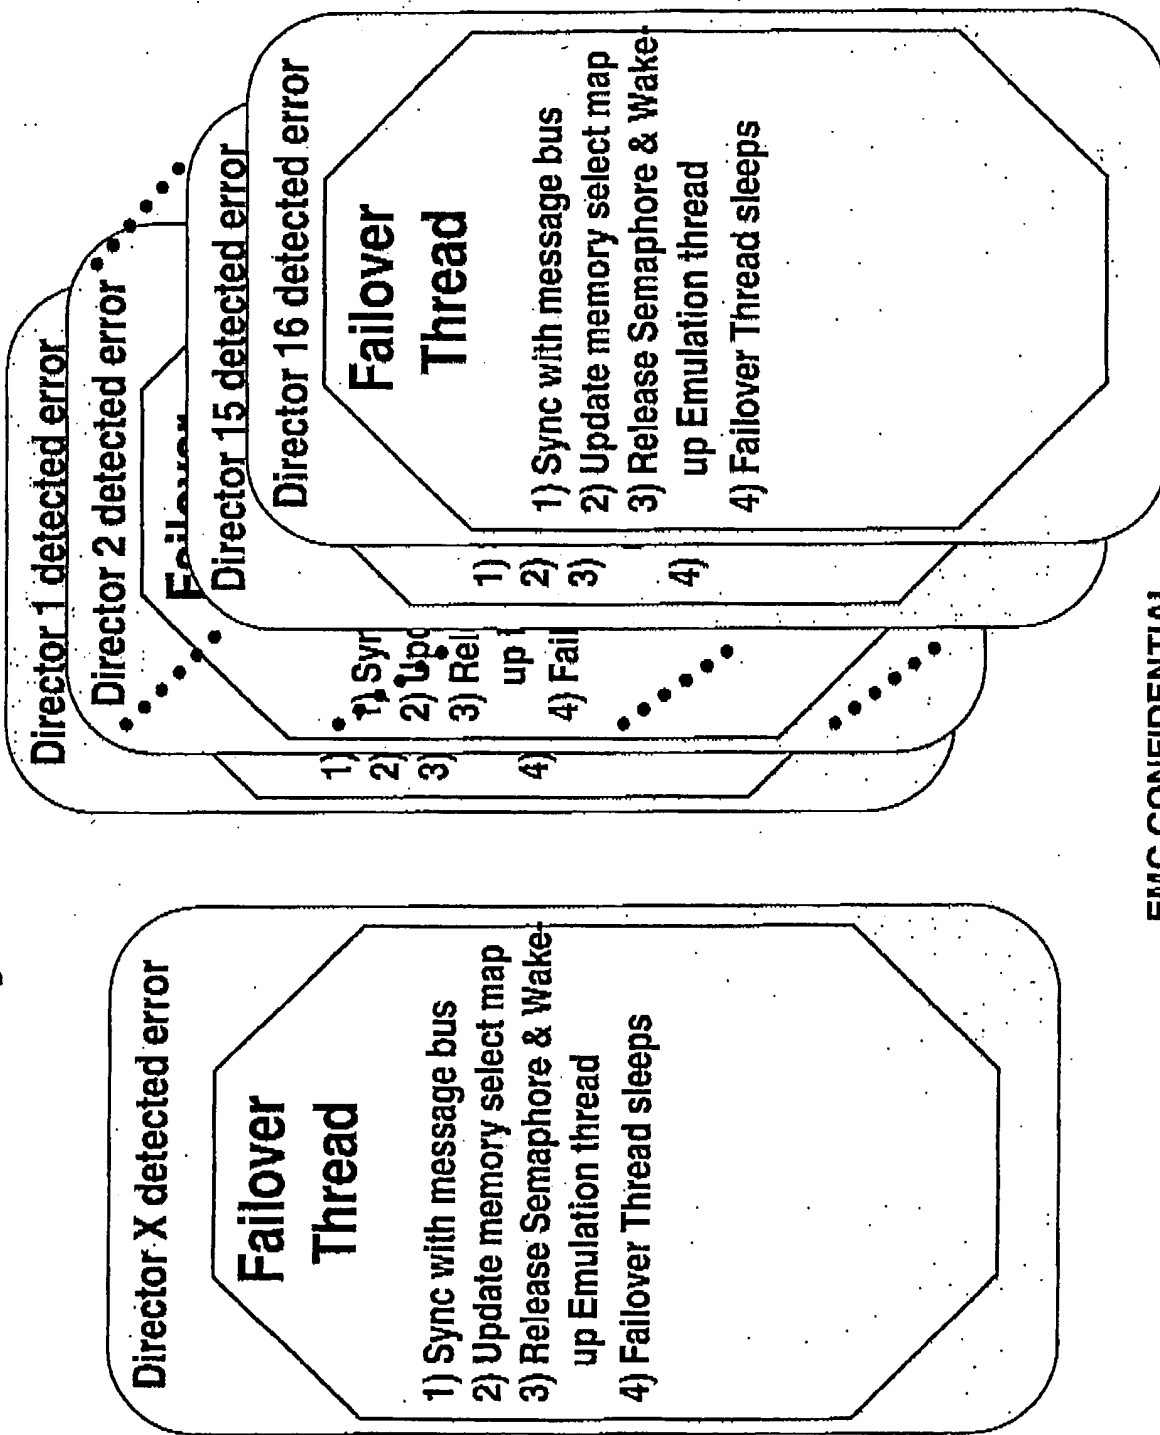 Director X detected error
Failover
Thread
1) Sync with message bus
2) Update memory select map
3) Release Semaphore & Wake-
up Emulation thread
4) Failover Thread sleeps
Director 1 detected error
1)
2)
3)
4)
Director 2 detected error
Failover
1) Syn
2) Upd
3) Rel
up t
4) Fail
Director 15 detected error
1)
2)
3)
4)
Director 16 detected error
Failover
Thread
1) Sync with message bus
2) Update memory select map
3) Release Semaphore & Wake-
up Emulation thread
4) Failover Thread sleeps
EMC CONFIDENTIAL